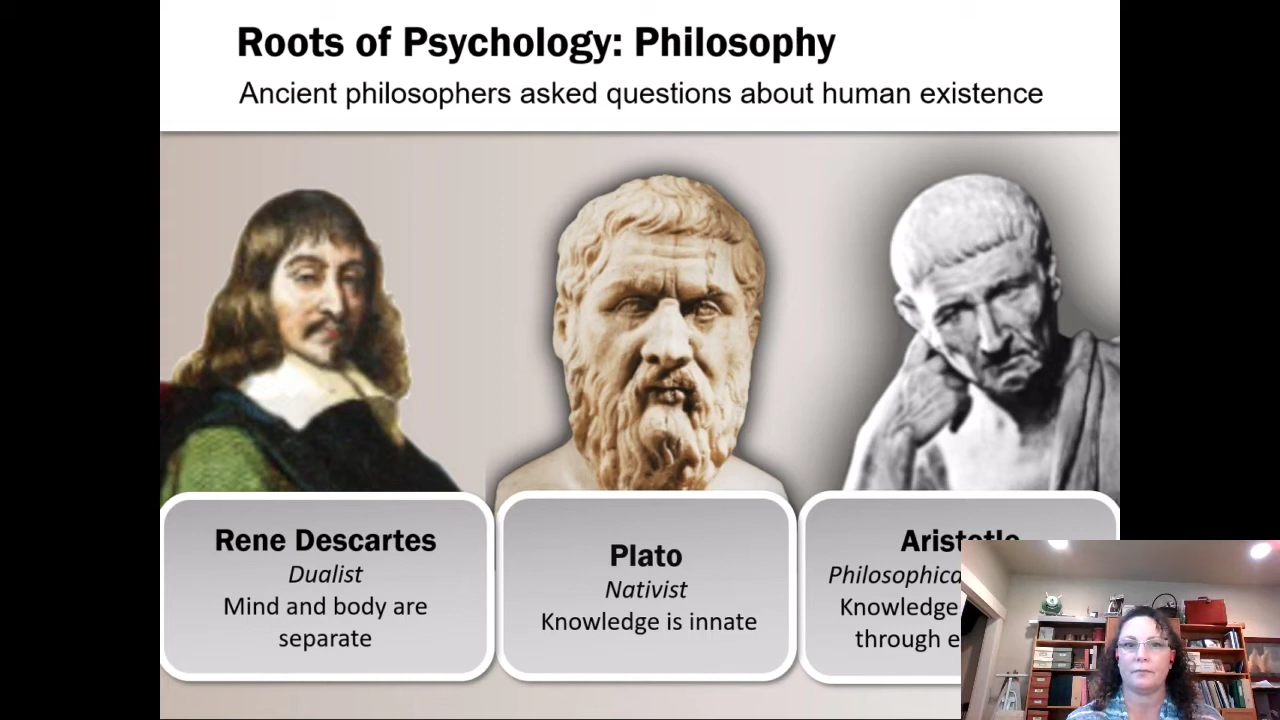 Roots of Psychology: Philosophy
Ancient philosophers asked questions about human existence
Rene Descartes
Dualist
Mind and body are
separate
Plato
Nativist
Knowledge is innate
Aristotle
Knowledge
through